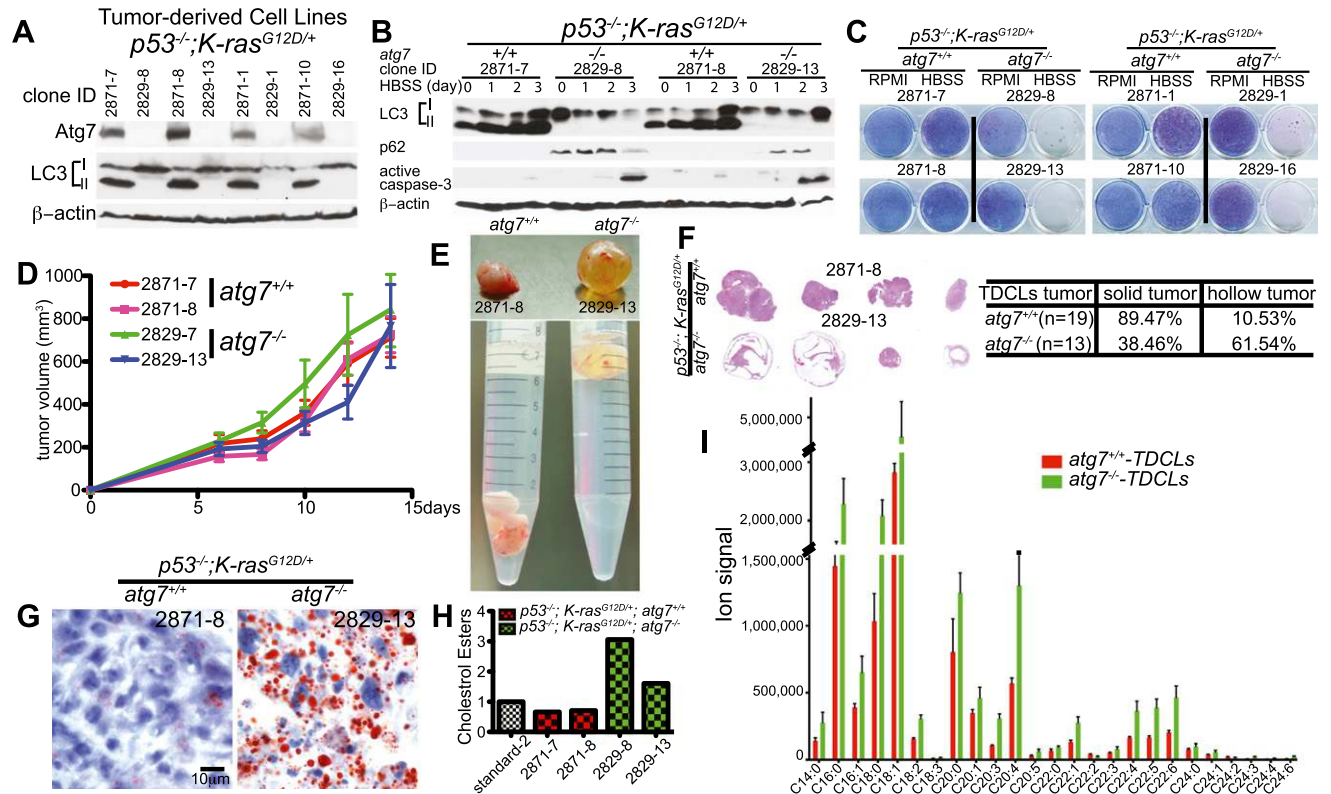 A
Tumor-derived Cell Lines
p53-/-;K-rasG12D/+
clone ID
2871-7
2829-8
2871-8
2829-13
2871-1
2829-1
2871-10
2829-16
Atg7
LC3
I
II
β-actin
B
p53-/-;K-rasG12D/+
atg7 +/+ -/- +/+ -/-
clone ID 2871-7 2829-8 2871-8 2829-13
HBSS (day) 0 1 2 3 0 1 2 3 0 1 2 3 0 1 2 3
LC3
I
II
p62
active
caspase-3
β-actin
C
p53-/-;K-rasG12D/+ p53-/-;K-rasG12D/+
atg7+/+ atg7-/- atg7+/+ atg7-/-
RPMI HBSS RPMI HBSS RPMI HBSS RPMI HBSS
2871-7 2829-8 2871-1 2829-1
2871-8 2829-13 2871-10 2829-16
D
1000
800
600
400
200
0
tumor volume (mm3)
2871-7
2871-8
atg7+/+
2829-7
2829-13
atg7-/-
0 5 10 15days
E
atg7+/+ atg7-/-
2871-8 2829-13
6
5
4
3
2
F
p53-/-; K-rasG12D/+
atg7+/+
atg7-/-
2871-8
2829-13
TDCLs tumor solid tumor hollow tumor
atg7+/+(n=19) 89.47% 10.53%
atg7-/- (n=13) 38.46% 61.54%
G
p53-/-;K-rasG12D/+
atg7+/+ atg7-/-
2871-8 2829-13
10μm
H
p53-/-; K-rasG12D/+; atg7+/+
p53-/-; K-rasG12D/+; atg7-/-
Cholestrol Esters
4
3
2
1
0
standard-2
2871-7
2871-8
2829-8
2829-13
I
atg7+/+-TDCLs
atg7-/--TDCLs
Ion signal
5,000,000
3,000,000
2,000,000
1,500,000
1,000,000
500,000
0
C14:0
C16:0
C16:1
C18:0
C18:1
C18:2
C18:3
C20:0
C20:1
C20:3
C20:4
C20:5
C22:0
C22:1
C22:2
C22:3
C22:4
C22:5
C22:6
C24:0
C24:1
C24:2
C24:3
C24:4
C24:6